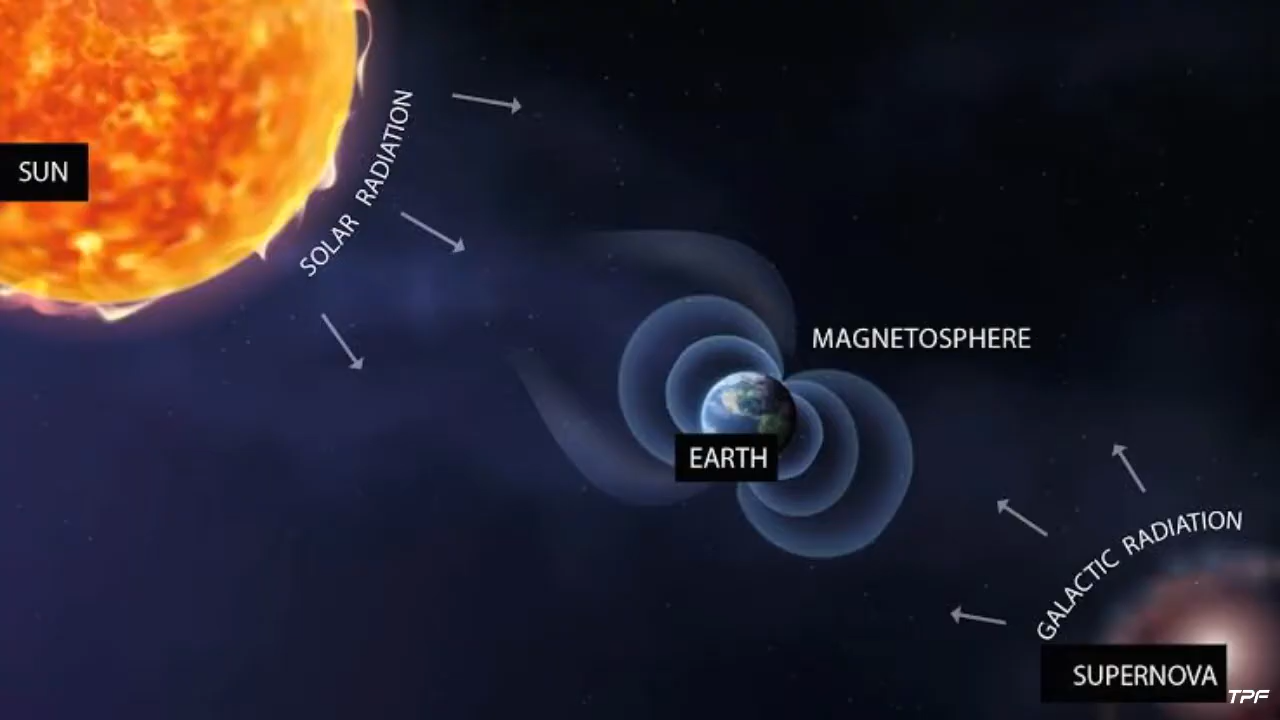 SUN
SOLAR RADIATION
MAGNETOSPHERE
EARTH
GALACTIC RADIATION
SUPERNOVA
TPF